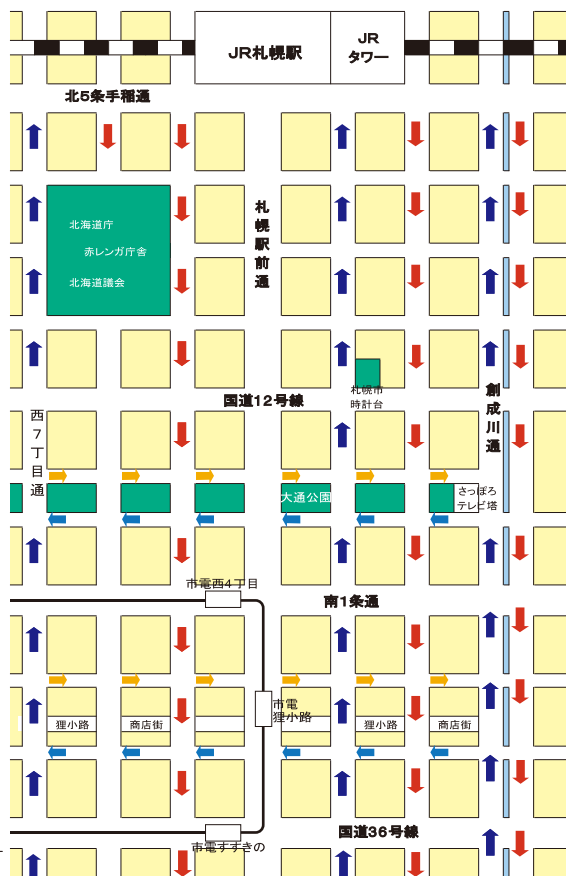 JR札幌駅
JR
タワー
北5条手稲通
北海道庁
赤レンガ庁舎
北海道議会
札幌駅前通
札幌市
時計台
国道12号線
創成川通
西7丁目通
大通公園
さっぽろ
テレビ塔
市電西4丁目
南1条通
市電
狸小路
狸小路
商店街
狸小路
商店街
国道36号線
市電すすきの